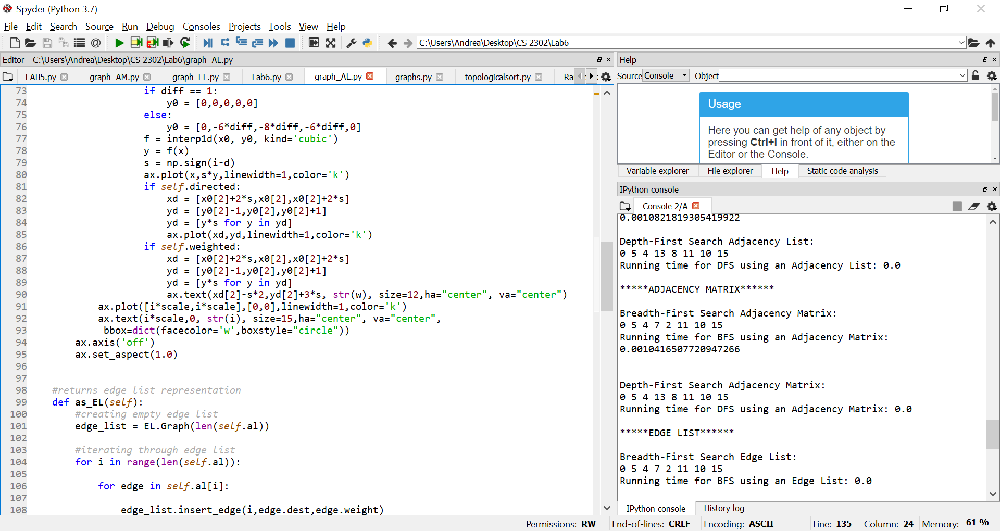 Spyder (Python 3.7)
File Edit Search Source Run Debug Consoles Projects Tools View Help
C:\Users\Andrea\Desktop\CS 2302\Lab6
Editor - C:\Users\Andrea\Desktop\CS 2302\Lab6\graph_AL.py
LAB5.py graph_AM.py graph_EL.py Lab6.py graph_AL.py graphs.py topologicalsort.py Ra
73 if diff == 1:
74 y0 = [0,0,0,0,0]
75 else:
76 y0 = [0,-6*diff,-8*diff,-6*diff,0]
77 f = interp1d(x0, y0, kind='cubic')
78 y = f(x)
79 s = np.sign(i-d)
80 ax.plot(x,s*y,linewidth=1,color='k')
81 if self.directed:
82 xd = [x0[2]+2*s,x0[2],x0[2]+2*s]
83 yd = [y0[2]-1,y0[2],y0[2]+1]
84 yd = [y*s for y in yd]
85 ax.plot(xd,yd,linewidth=1,color='k')
86 if self.weighted:
87 xd = [x0[2]+2*s,x0[2],x0[2]+2*s]
88 yd = [y0[2]-1,y0[2],y0[2]+1]
89 yd = [y*s for y in yd]
90 ax.text(xd[2]-s*2,yd[2]+3*s, str(w), size=12,ha="center", va="center")
91 ax.plot([i*scale,i*scale],[0,0],linewidth=1,color='k')
92 ax.text(i*scale,0, str(i), size=15,ha="center", va="center",
93 bbox=dict(facecolor='w',boxstyle="circle"))
94 ax.axis('off')
95 ax.set_aspect(1.0)
96
97
98 #returns edge list representation
99 def as_EL(self):
100 #creating empty edge list
101 edge_list = EL.Graph(len(self.al))
102
103 #iterating through edge list
104 for i in range(len(self.al)):
105
106 for edge in self.al[i]:
107
108 edge_list.insert_edge(i,edge.dest,edge.weight)
Help
Source Console Object
Usage
Here you can get help of any object by
pressing Ctrl+I in front of it, either on the
Editor or the Console.
Variable explorer File explorer Help Static code analysis
IPython console
Console 2/A
0.0010821819305419922
Depth-First Search Adjacency List:
0 5 4 13 8 11 10 15
Running time for DFS using an Adjacency List: 0.0
*****ADJACENCY MATRIX******
Breadth-First Search Adjacency Matrix:
0 5 4 7 2 11 10 15
Running time for BFS using an Adjacency Matrix:
0.0010416507720947266
Depth-First Search Adjacency Matrix:
0 5 4 13 8 11 10 15
Running time for DFS using an Adjacency Matrix: 0.0
*****EDGE LIST******
Breadth-First Search Edge List:
0 5 4 7 2 11 10 15
Running time for BFS using an Edge List: 0.0
IPython console History log
Permissions: RW End-of-lines: CRLF Encoding: ASCII Line: 135 Column: 24 Memory: 61 %